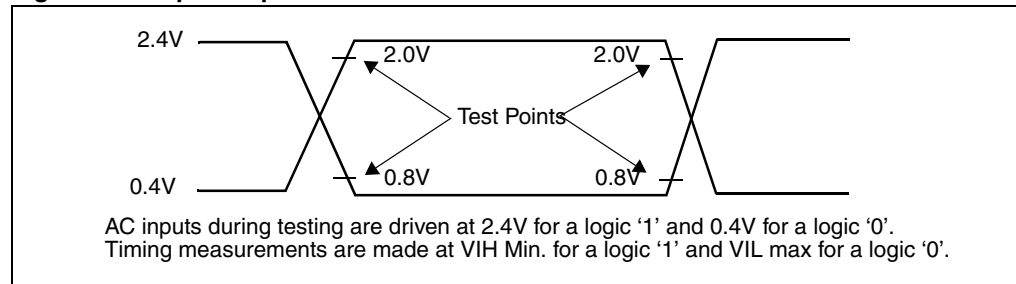 2.4V
2.0V
2.0V
Test Points
0.4V
0.8V
0.8V
AC inputs during testing are driven at 2.4V for a logic ‘1’ and 0.4V for a logic ‘0’.
Timing measurements are made at VIH Min. for a logic ‘1’ and VIL max for a logic ‘0’.